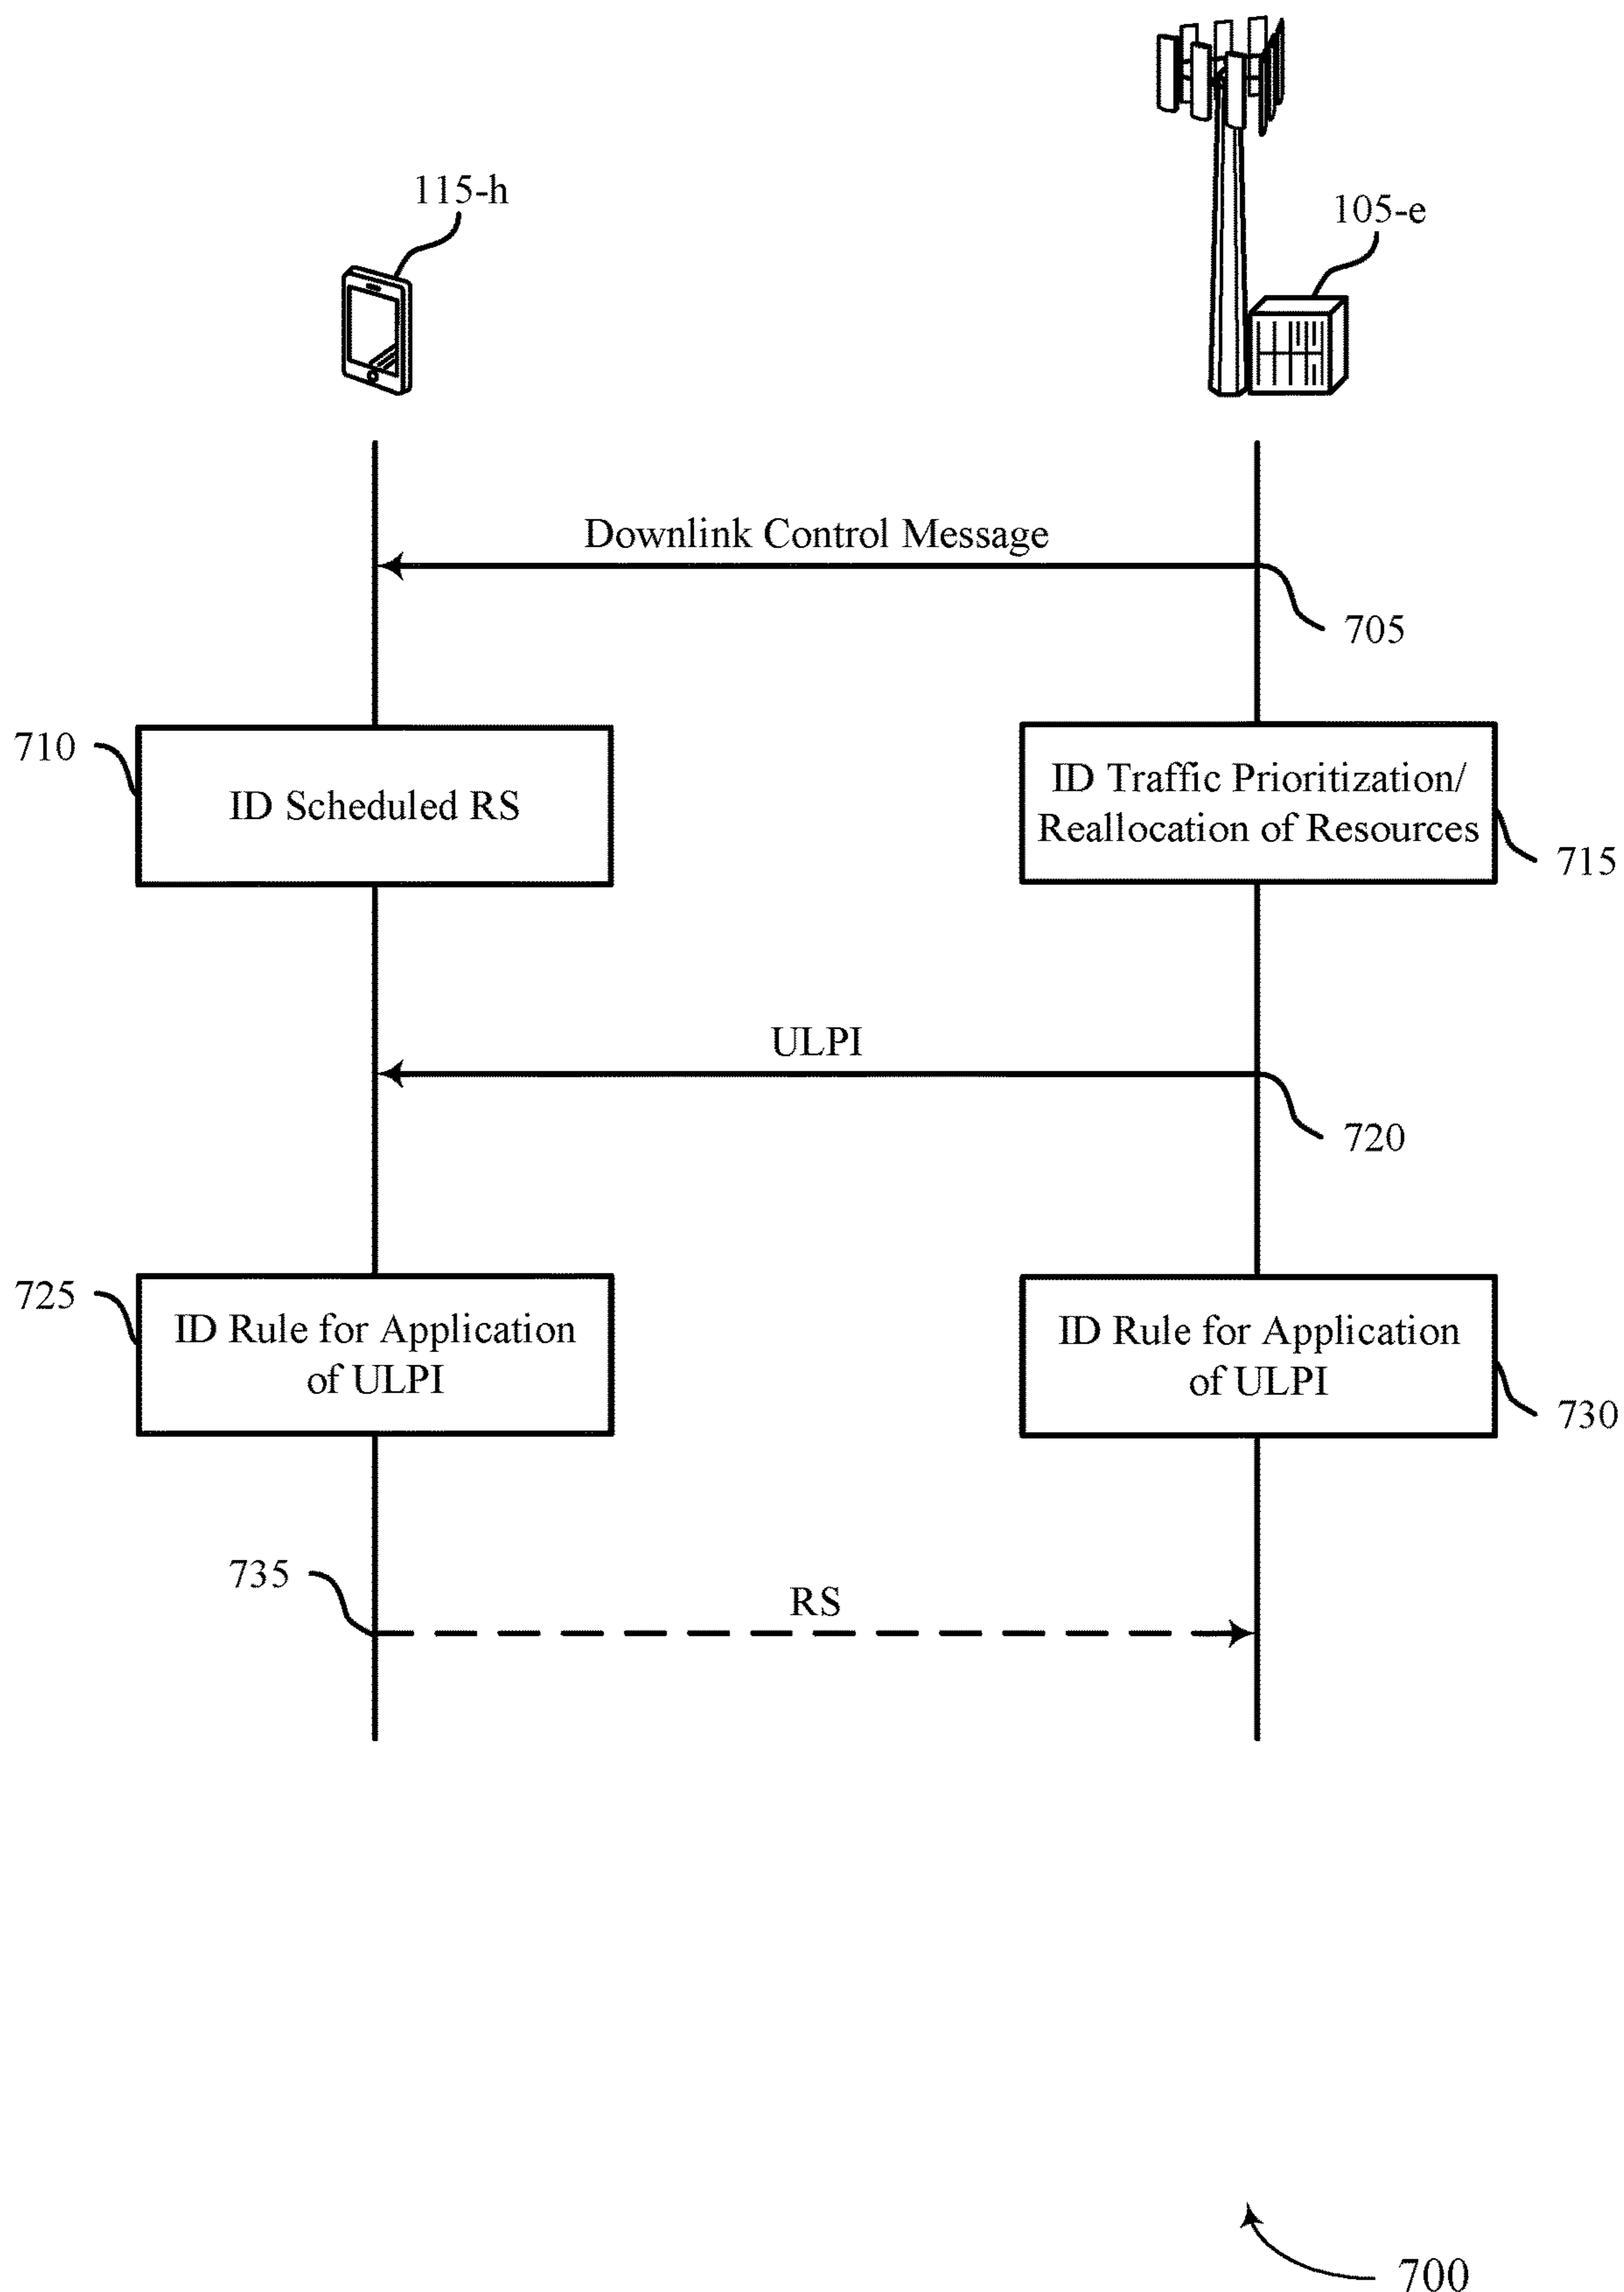 115-h
105-e
Downlink Control Message
705
710
ID Scheduled RS
ID Traffic Prioritization/
Reallocation of Resources
715
ULPI
720
725
ID Rule for Application
of ULPI
ID Rule for Application
of ULPI
730
735
RS
700